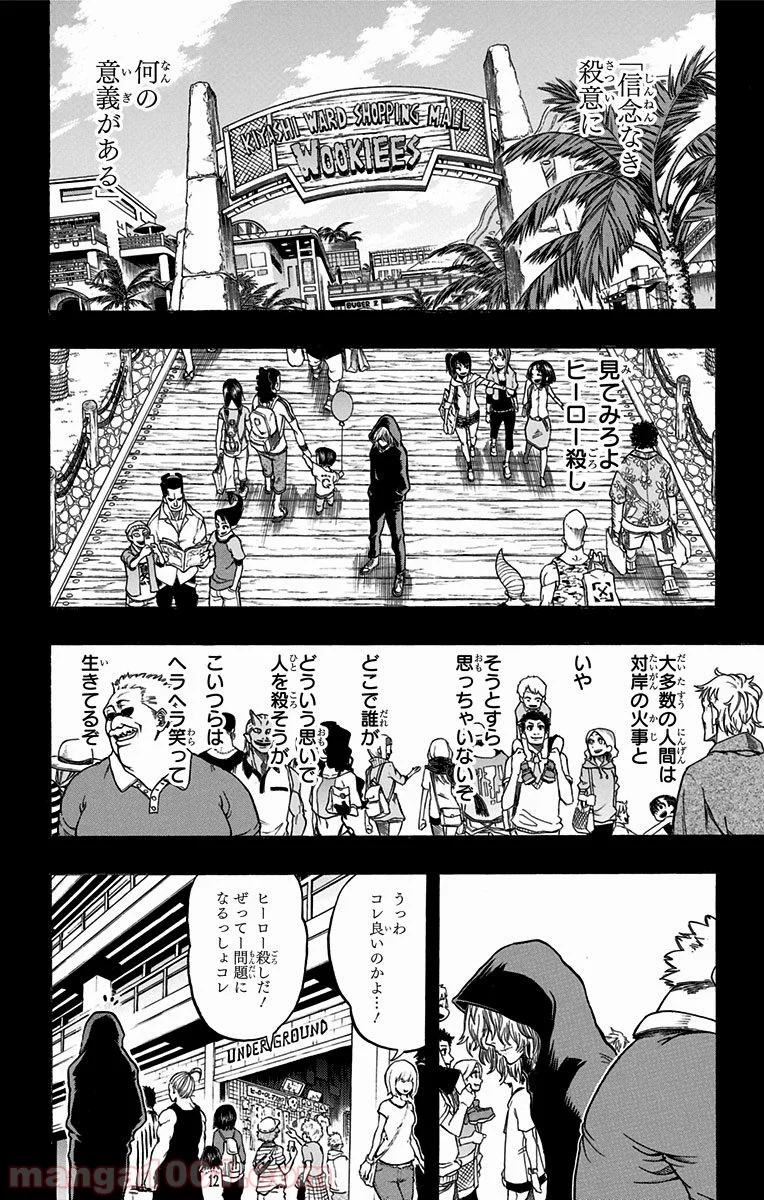 「信念なき
殺意に
何の
意義がある」
KIYASHI WARD SHOPPING MALL
WOOKIEES
BUGER Z
見てみろよ
ヒーロー殺し
大多数の人間は
対岸の火事と
いや
そうとすら
思っちゃいないぞ
どこで誰が
どういう思いで
人を殺そうが、
こいつらは
ヘラヘラ笑って
生きてるぞ
うっわ
コレ良いのかよ…!
ヒーロー殺しだ!
ぜってー問題に
なるっしょコレ
UNDERGROUND
12